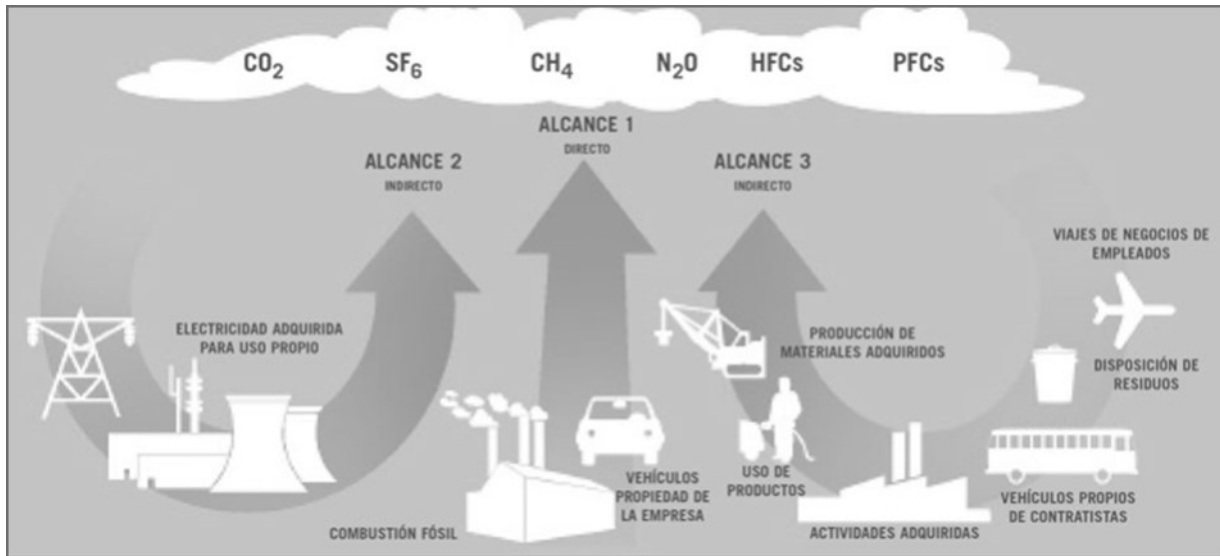 CO₂ SF₆ CH₄ N₂O HFCs PFCs
ALCANCE 1
DIRECTO
ALCANCE 2
INDIRECTO
ALCANCE 3
INDIRECTO
VIAJES DE NEGOCIOS DE
EMPLEADOS
ELECTRICIDAD ADQUIRIDA
PARA USO PROPIO
PRODUCCIÓN DE
MATERIALES ADQUIRIDOS
DISPOSICIÓN DE
RESIDUOS
COMBUSTIÓN FÓSIL
VEHÍCULOS
PROPIEDAD DE
LA EMPRESA
USO DE
PRODUCTOS
ACTIVIDADES ADQUIRIDAS
VEHÍCULOS PROPIOS
DE CONTRATISTAS